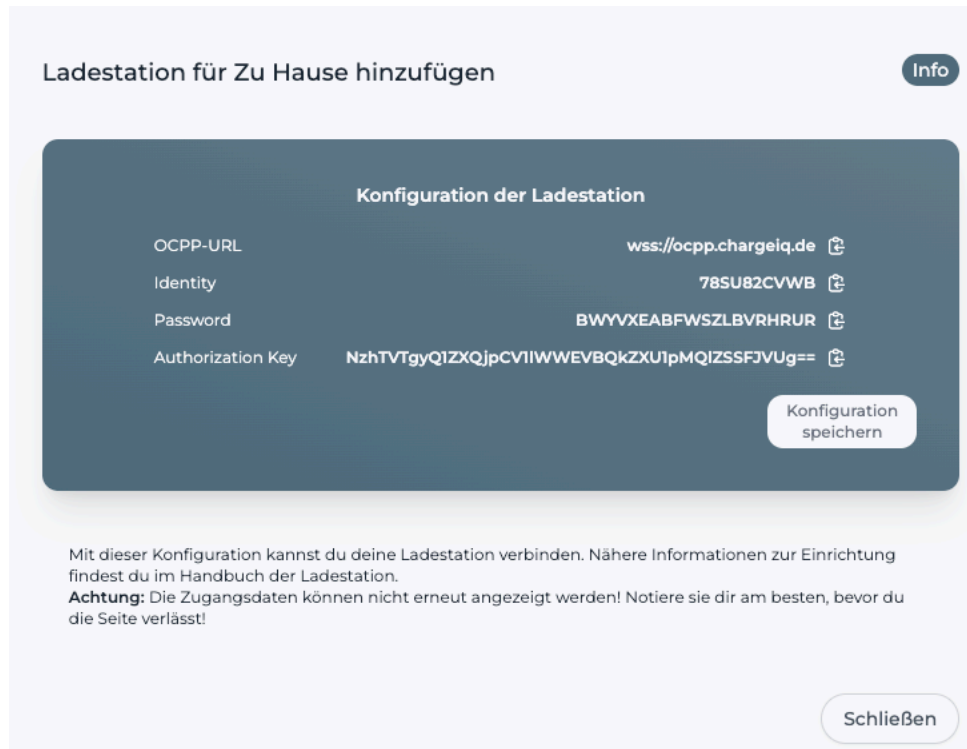 Ladestation für Zu Hause hinzufügen
Info
Konfiguration der Ladestation
OCPP-URL wss://ocpp.chargeiq.de
Identity 78SU82CVWB
Password BWYVXEABFWSZLBVRHRUR
Authorization Key NzhTVTgyQ1ZXQjpCV1lWWEVBQkZXU1pMQlZSSFJVUg==
Konfiguration
speichern
Mit dieser Konfiguration kannst du deine Ladestation verbinden. Nähere Informationen zur Einrichtung
findest du im Handbuch der Ladestation.
Achtung: Die Zugangsdaten können nicht erneut angezeigt werden! Notiere sie dir am besten, bevor du
die Seite verlässt!
Schließen